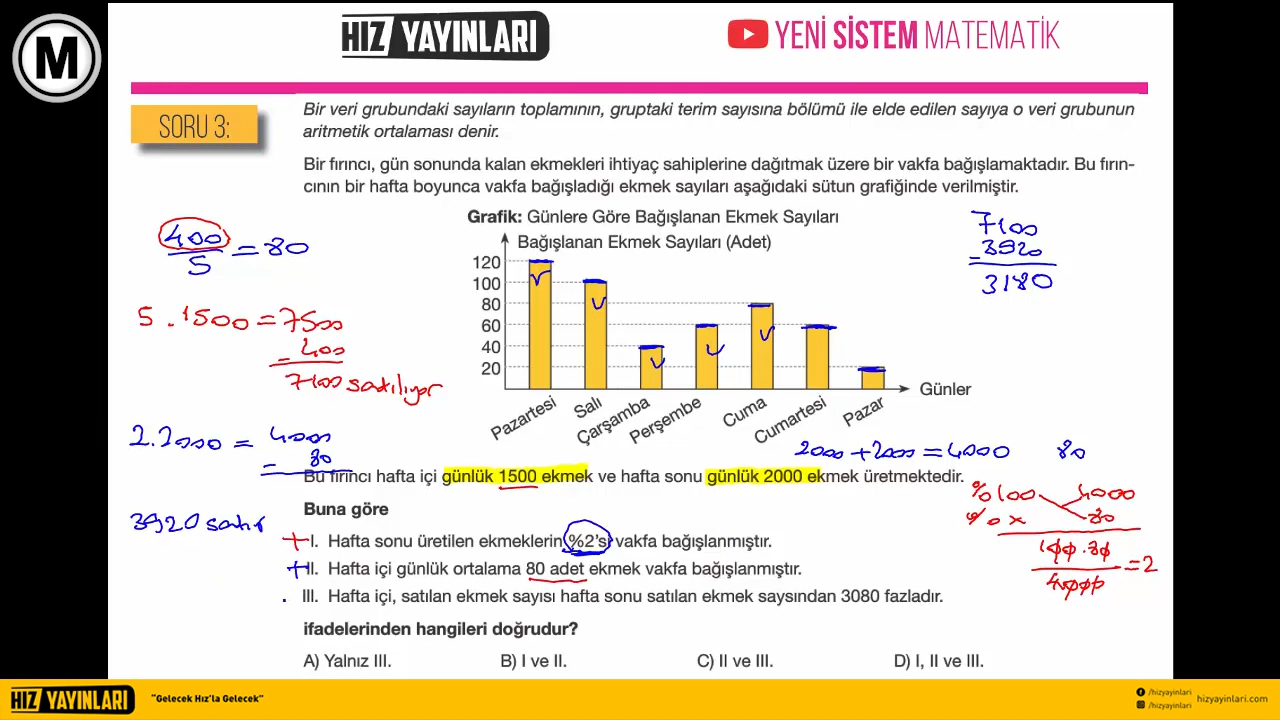 M
HIZ YAYINLARI
YENİ SİSTEM MATEMATİK
SORU 3:
Bir veri grubundaki sayıların toplamının, gruptaki terim sayısına bölümü ile elde edilen sayıya o veri grubunun
aritmetik ortalaması denir.
Bir fırıncı, gün sonunda kalan ekmekleri ihtiyaç sahiplerine dağıtmak üzere bir vakfa bağışlamaktadır. Bu fırın-
cının bir hafta boyunca vakfa bağışladığı ekmek sayıları aşağıdaki sütun grafiğinde verilmiştir.
Grafik: Günlere Göre Bağışlanan Ekmek Sayıları
Bağışlanan Ekmek Sayıları (Adet)
120
100
80
60
40
20
Günler
Pazartesi
Salı
Çarşamba
Perşembe
Cuma
Cumartesi
Pazar
400
5
= 80
5 . 1500 = 7500
- 400
7100 satılıyor
2.2000 = 4000
- 80
3920 satır
7100
- 3920
3180
2000 + 2000 = 4000 80
%100 4000
%x 80
100.80
4000
= 2
Bu fırıncı hafta içi günlük 1500 ekmek ve hafta sonu günlük 2000 ekmek üretmektedir.
Buna göre
+ I. Hafta sonu üretilen ekmeklerin %2's vakfa bağışlanmıştır.
+ II. Hafta içi günlük ortalama 80 adet ekmek vakfa bağışlanmıştır.
. III. Hafta içi, satılan ekmek sayısı hafta sonu satılan ekmek saysından 3080 fazladır.
ifadelerinden hangileri doğrudur?
A) Yalnız III.
B) I ve II.
C) II ve III.
D) I, II ve III.
HIZ YAYINLARI
"Gelecek Hız'la Gelecek"
/hizyayinlari
/hizyayinlari
hizyayinlari.com